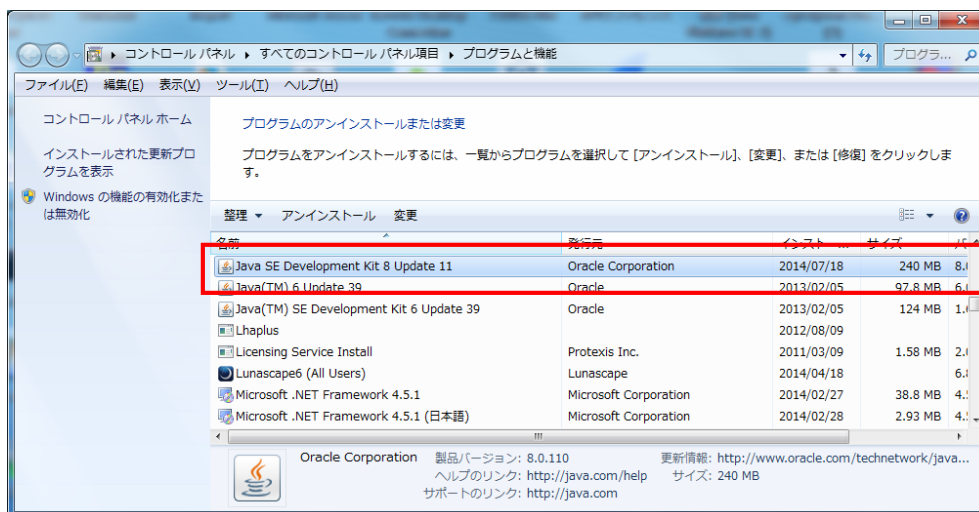 コントロール パネル ▸ すべてのコントロール パネル項目 ▸ プログラムと機能
プログラ...
ファイル(F) 編集(E) 表示(V) ツール(T) ヘルプ(H)
コントロール パネル ホーム
インストールされた更新プログラムを表示
Windows の機能の有効化または無効化
プログラムのアンインストールまたは変更
プログラムをアンインストールするには、一覧からプログラムを選択して [アンインストール]、[変更]、または [修復] をクリックしま
す。
整理 ▼ アンインストール 変更
名前 発行元 インスト... サイズ バ
Java SE Development Kit 8 Update 11 Oracle Corporation 2014/07/18 240 MB 8.
Java(TM) 6 Update 39 Oracle 2013/02/05 97.8 MB 6.
Java(TM) SE Development Kit 6 Update 39 Oracle 2013/02/05 124 MB 1.
Lhaplus 2012/08/09
Licensing Service Install Protexis Inc. 2011/03/09 1.58 MB 2.
Lunascape6 (All Users) Lunascape 2014/04/18 6.
Microsoft .NET Framework 4.5.1 Microsoft Corporation 2014/02/27 38.8 MB 4.
Microsoft .NET Framework 4.5.1 (日本語) Microsoft Corporation 2014/02/28 2.93 MB 4.
Oracle Corporation 製品バージョン: 8.0.110 更新情報: http://www.oracle.com/technetwork/java...
ヘルプのリンク: http://java.com/help サイズ: 240 MB
サポートのリンク: http://java.com